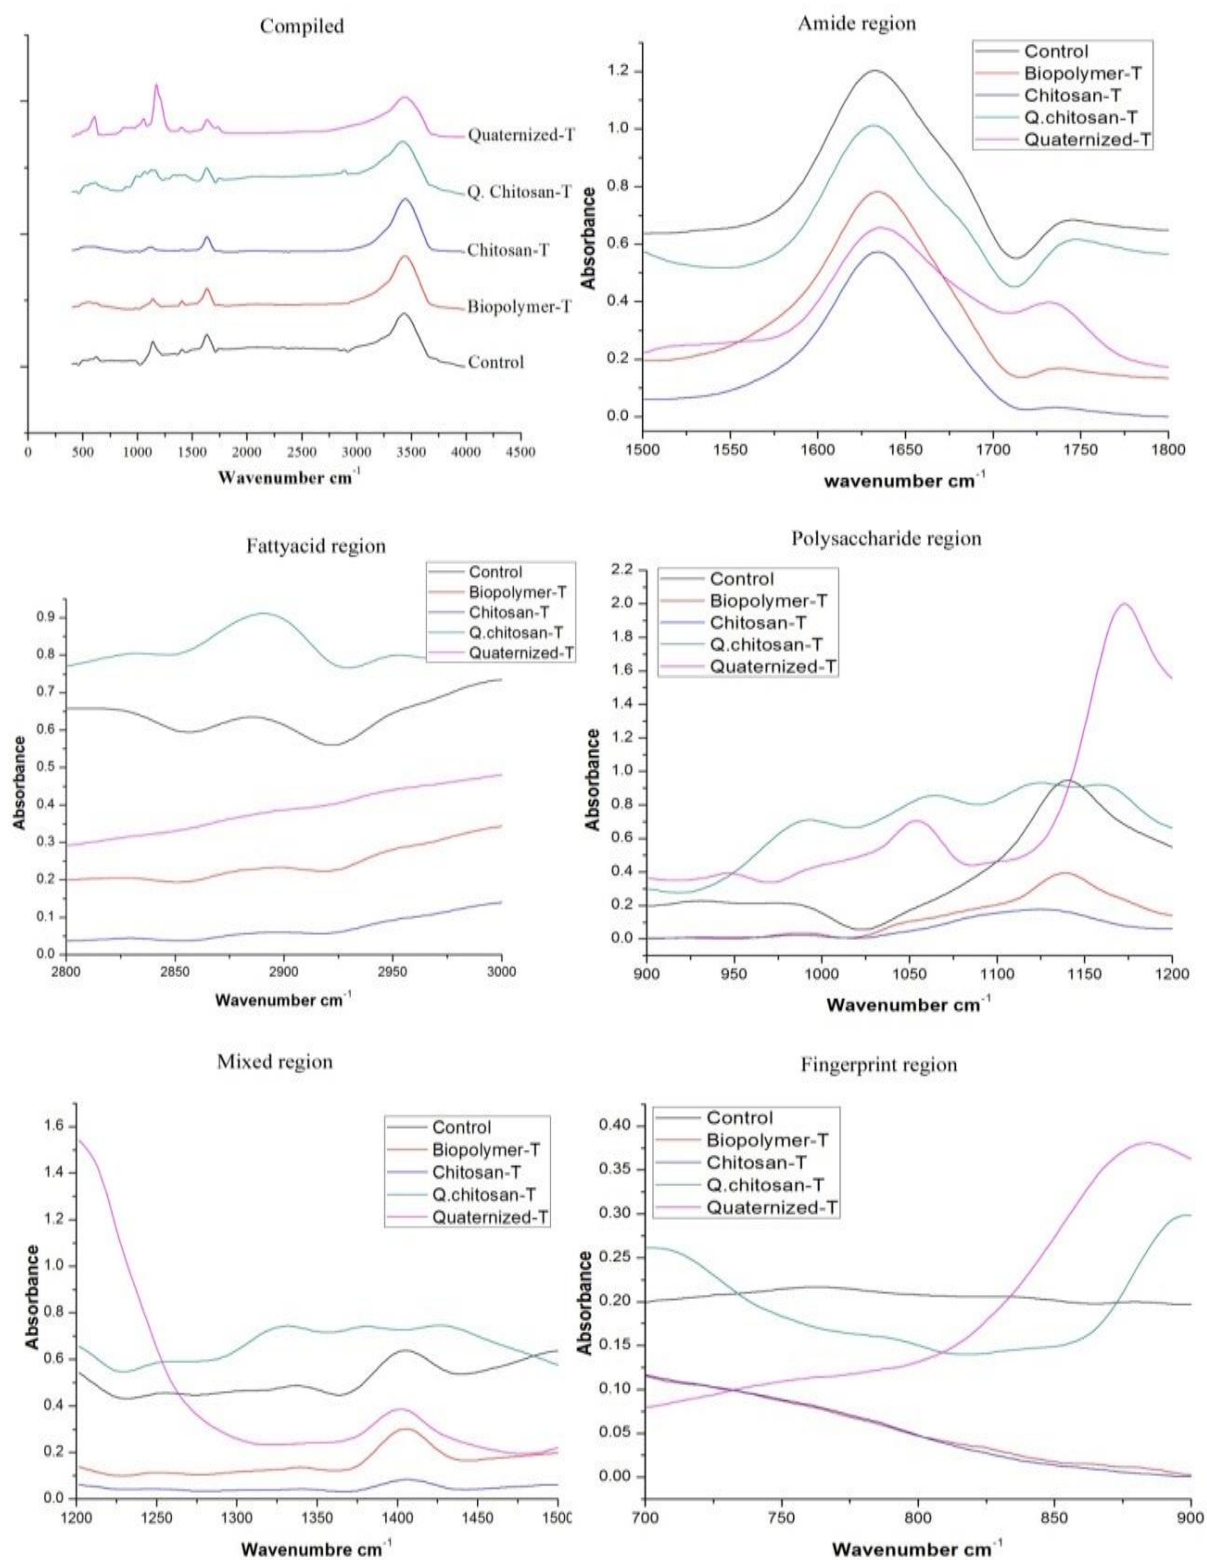 Compiled
Quaternized-T
Q. Chitosan-T
Chitosan-T
Biopolymer-T
Control
0 500 1000 1500 2000 2500 3000 3500 4000 4500
Wavenumber cm-1
Amide region
Control
Biopolymer-T
Chitosan-T
Q.chitosan-T
Quaternized-T
Absorbance
1.2
1.0
0.8
0.6
0.4
0.2
0.0
1500 1550 1600 1650 1700 1750 1800
wavenumber cm-1
Fattyacid region
Control
Biopolymer-T
Chitosan-T
Q.chitosan-T
Quaternized-T
Absorbance
0.9
0.8
0.7
0.6
0.5
0.4
0.3
0.2
0.1
0.0
2800 2850 2900 2950 3000
Wavenumber cm-1
Polysaccharide region
Control
Biopolymer-T
Chitosan-T
Q.chitosan-T
Quaternized-T
Absorbance
2.2
2.0
1.8
1.6
1.4
1.2
1.0
0.8
0.6
0.4
0.2
0.0
900 950 1000 1050 1100 1150 1200
Wavenumber cm-1
Mixed region
Control
Biopolymer-T
Chitosan-T
Q.chitosan-T
Quaternized-T
Absorbance
1.6
1.4
1.2
1.0
0.8
0.6
0.4
0.2
0.0
1200 1250 1300 1350 1400 1450 1500
Wavenumbre cm-1
Fingerprint region
Control
Biopolymer-T
Chitosan-T
Q.chitosan-T
Quaternized-T
Absorbance
0.40
0.35
0.30
0.25
0.20
0.15
0.10
0.05
0.00
700 750 800 850 900
Wavenumber cm-1